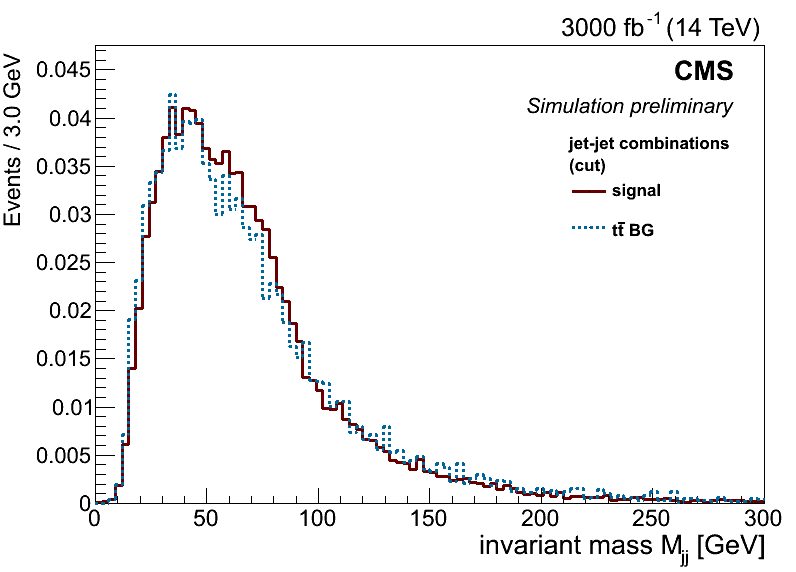 3000 fb⁻¹ (14 TeV)
CMS
Simulation preliminary
jet-jet combinations
(cut)
signal
tt̄ BG
Events / 3.0 GeV
0.045
0.04
0.035
0.03
0.025
0.02
0.015
0.01
0.005
0
0 50 100 150 200 250 300
invariant mass Mjj [GeV]